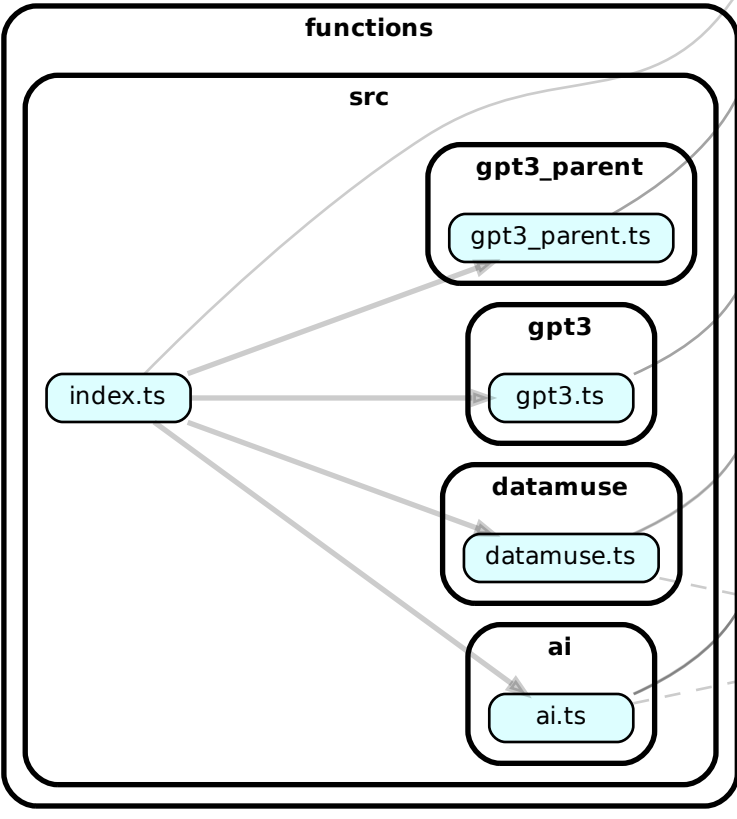 functions
src
gpt3_parent
gpt3_parent.ts
gpt3
index.ts
gpt3.ts
datamuse
datamuse.ts
ai
ai.ts